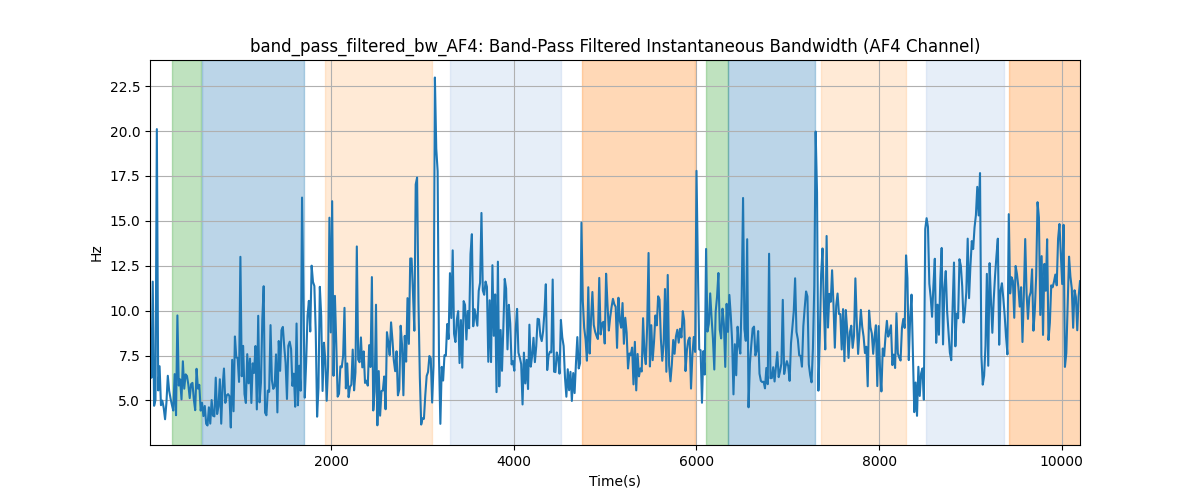 band_pass_filtered_bw_AF4: Band-Pass Filtered Instantaneous Bandwidth (AF4 Channel)
22.5
20.0
17.5
15.0
12.5
10.0
7.5
5.0
Hz
2000 4000 6000 8000 10000
Time(s)